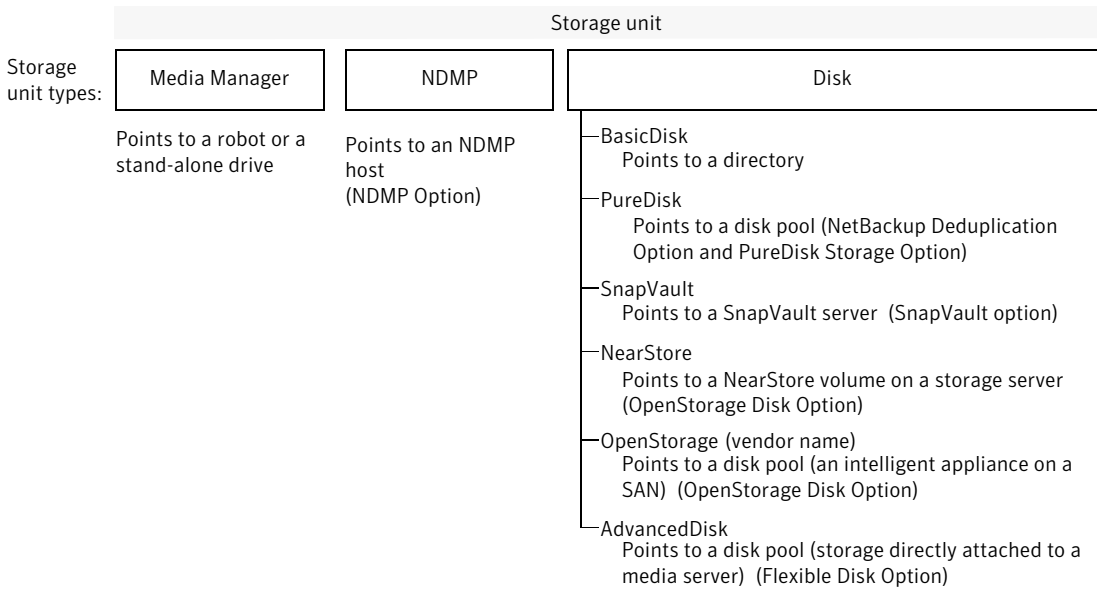 Storage unit
Storage
unit types:
Media Manager
NDMP
Disk
Points to a robot or a
stand-alone drive
Points to an NDMP
host
(NDMP Option)
BasicDisk
Points to a directory
PureDisk
Points to a disk pool (NetBackup Deduplication
Option and PureDisk Storage Option)
SnapVault
Points to a SnapVault server (SnapVault option)
NearStore
Points to a NearStore volume on a storage server
(OpenStorage Disk Option)
OpenStorage (vendor name)
Points to a disk pool (an intelligent appliance on a
SAN) (OpenStorage Disk Option)
AdvancedDisk
Points to a disk pool (storage directly attached to a
media server) (Flexible Disk Option)